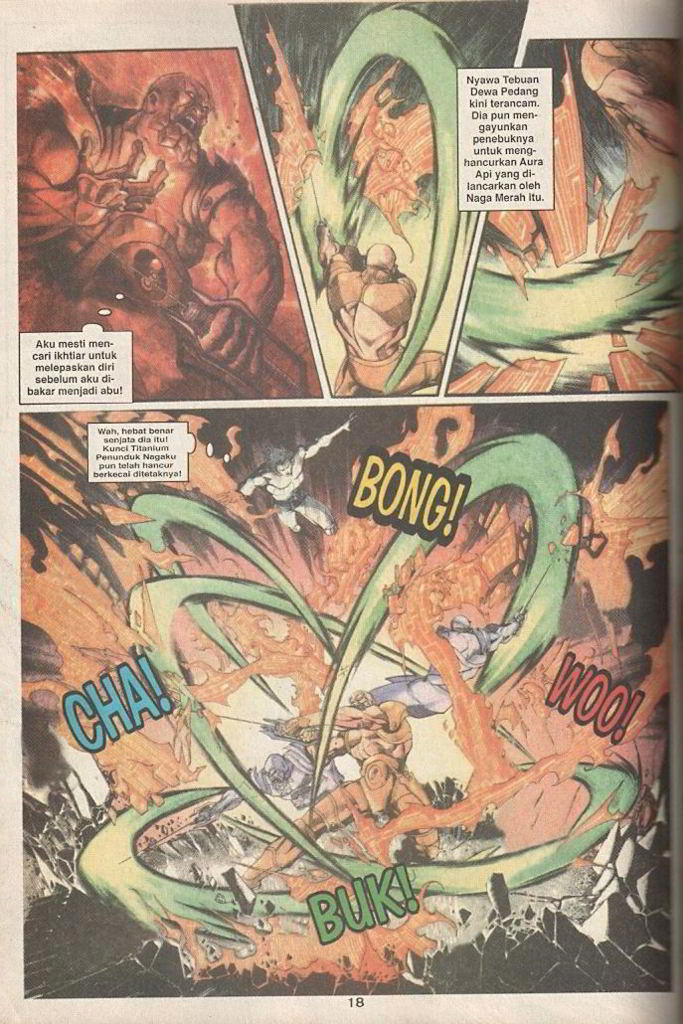 Aku mesti men-
cari ikhtiar untuk
melepaskan diri
sebelum aku di-
bakar menjadi abu!
Nyawa Tebuan
Dewa Pedang
kini terancam.
Dia pun men-
gayunkan
penebuknya
untuk meng-
hancurkan Aura
Api yang di-
lancarkan oleh
Naga Merah itu.
Wah, hebat benar
senjata dia itu!
Kunci Titanium
Penunduk Nagaku
pun telah hancur
berkecai ditetaknya!
BONG!
CHA!
WOO!
BUK!
18